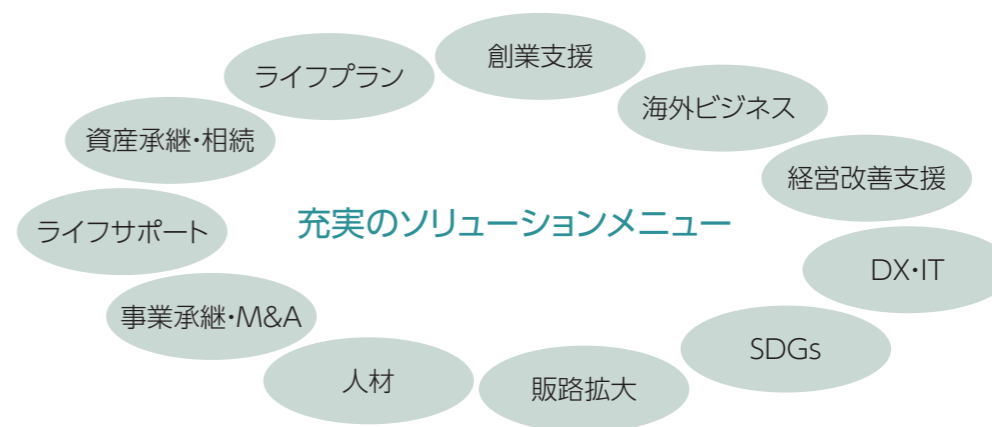 創業支援
ライフプラン
海外ビジネス
資産承継・相続
経営改善支援
充実のソリューションメニュー
ライフサポート
DX・IT
事業承継・M&A
SDGs
人材
販路拡大